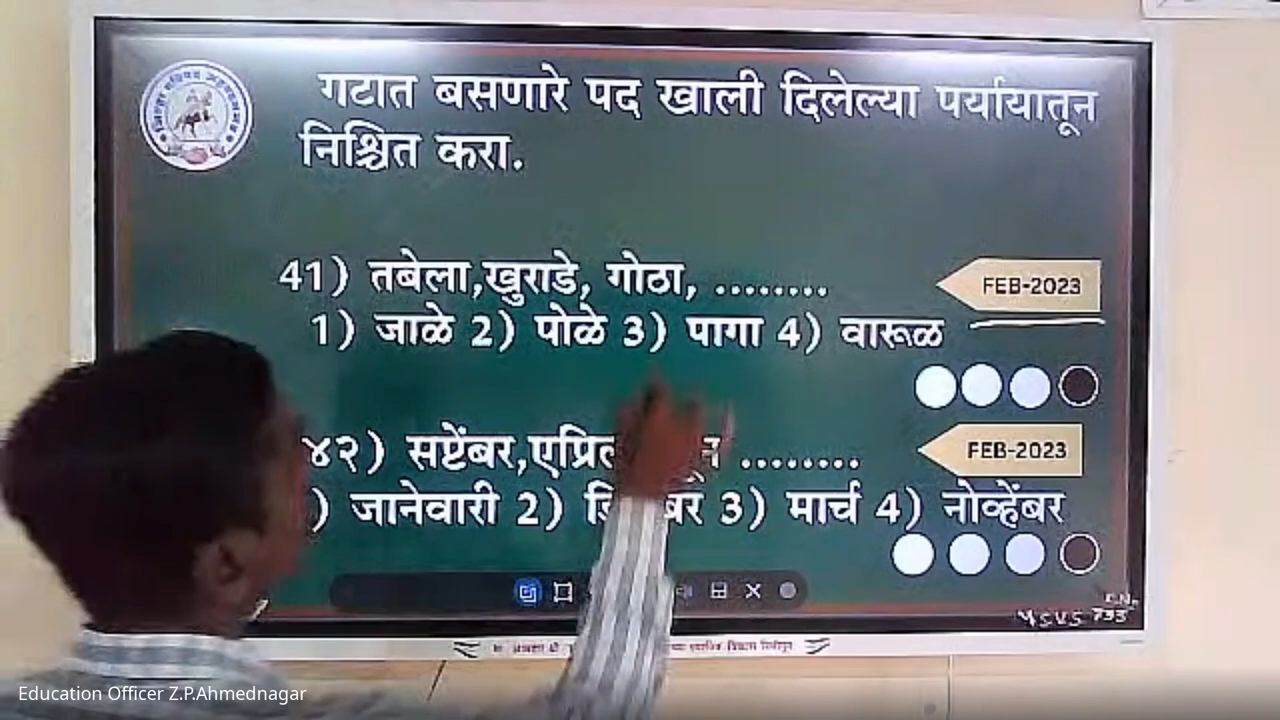 गटात बसणारे पद खाली दिलेल्या पर्यायातून
निश्चित करा.
41) तबेला,खुराडे, गोठा, ........
FEB-2023
1) जाळे 2) पोळे 3) पागा 4) वारूळ
४२) सप्टेंबर,एप्रिल ........
FEB-2023
) जानेवारी 2) 3) मार्च 4) नोव्हेंबर
Education Officer Z.P.Ahmednagar